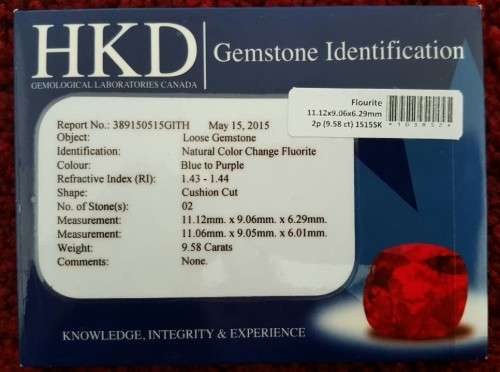 HKD
GEMOLOGICAL LABORATORIES CANADA
Gemstone Identification
Flourite
11.12x9.06x6.29mm
2p (9.58 ct) 1515SK
Report No.: 389150515GITH May 15, 2015
Object: Loose Gemstone
Identification: Natural Color Change Fluorite
Colour: Blue to Purple
Refractive Index (RI): 1.43 - 1.44
Shape: Cushion Cut
No. of Stone(s): 02
Measurement: 11.12mm. x 9.06mm. x 6.29mm.
Measurement: 11.06mm. x 9.05mm. x 6.01mm.
Weight: 9.58 Carats
Comments: None.
KNOWLEDGE, INTEGRITY & EXPERIENCE